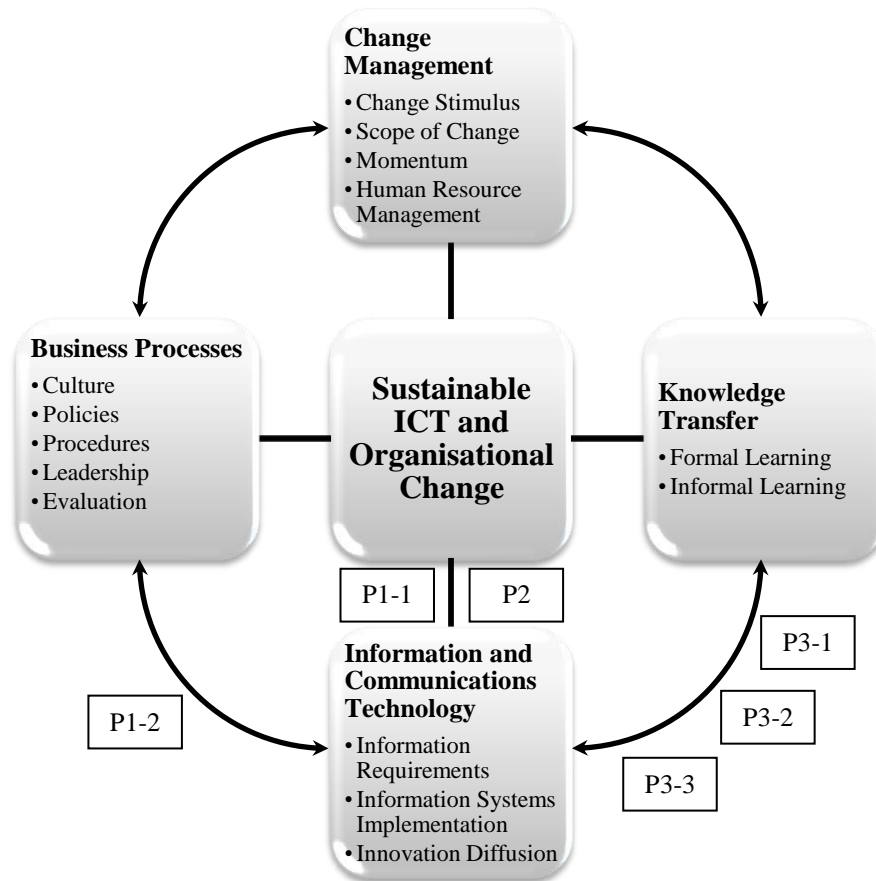 Change
Management
• Change Stimulus
• Scope of Change
• Momentum
• Human Resource
Management
Business Processes
• Culture
• Policies
• Procedures
• Leadership
• Evaluation
Sustainable
ICT and
Organisational
Change
Knowledge
Transfer
• Formal Learning
• Informal Learning
P1-1
P2
P1-2
P3-1
P3-2
P3-3
Information and
Communications
Technology
• Information
Requirements
• Information Systems
Implementation
• Innovation Diffusion